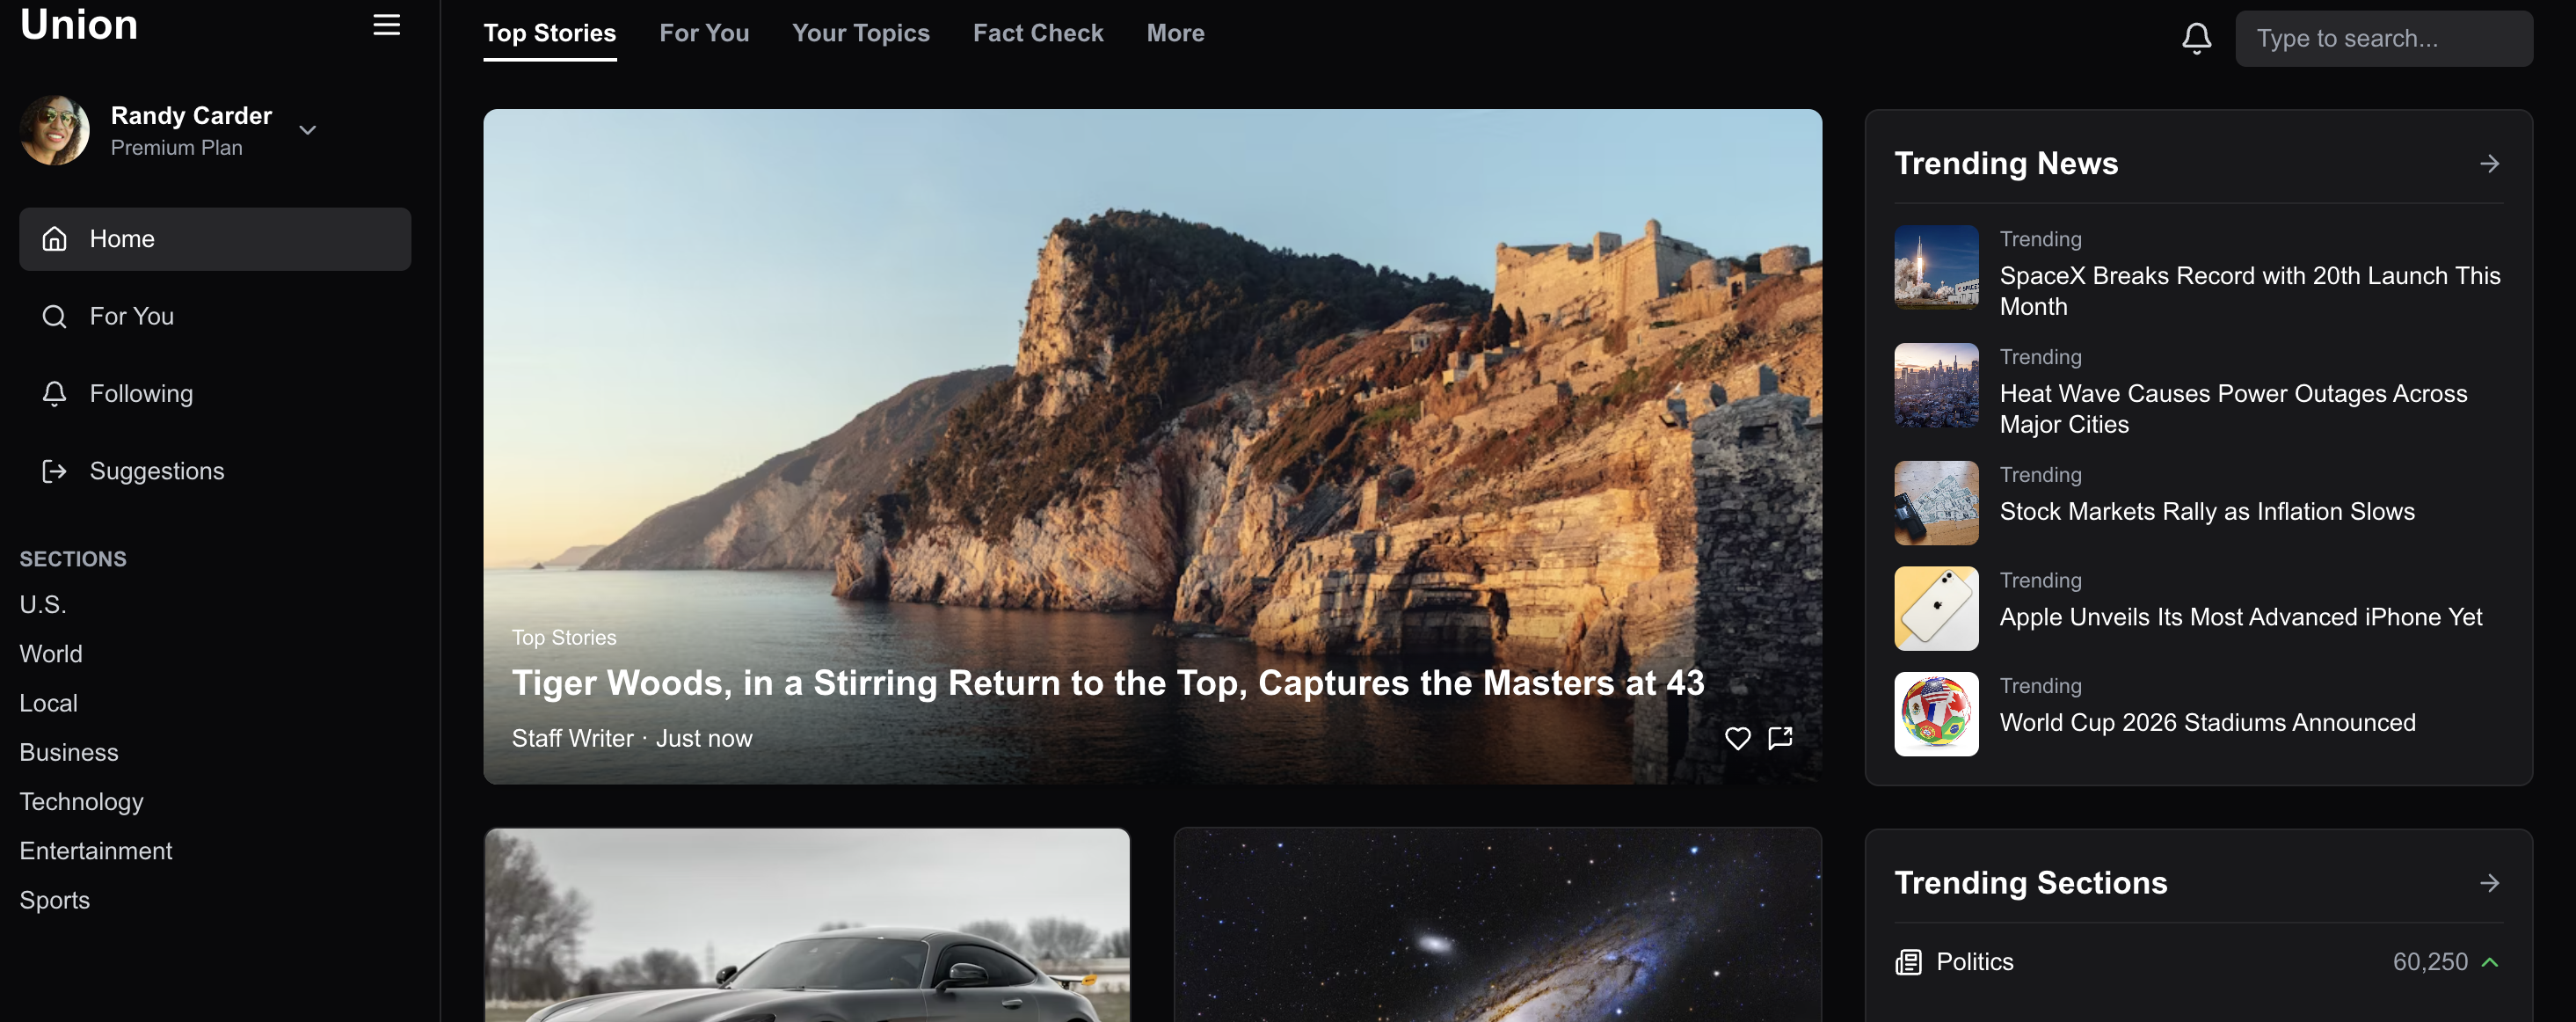 Union
Randy Carder
Premium Plan
Home
For You
Following
Suggestions
SECTIONS
U.S.
World
Local
Business
Technology
Entertainment
Sports
Top Stories
For You
Your Topics
Fact Check
More
Type to search...
Top Stories
Tiger Woods, in a Stirring Return to the Top, Captures the Masters at 43
Staff Writer · Just now
Trending News
Trending
SpaceX Breaks Record with 20th Launch This
Month
Trending
Heat Wave Causes Power Outages Across
Major Cities
Trending
Stock Markets Rally as Inflation Slows
Trending
Apple Unveils Its Most Advanced iPhone Yet
Trending
World Cup 2026 Stadiums Announced
Trending Sections
Politics
60,250